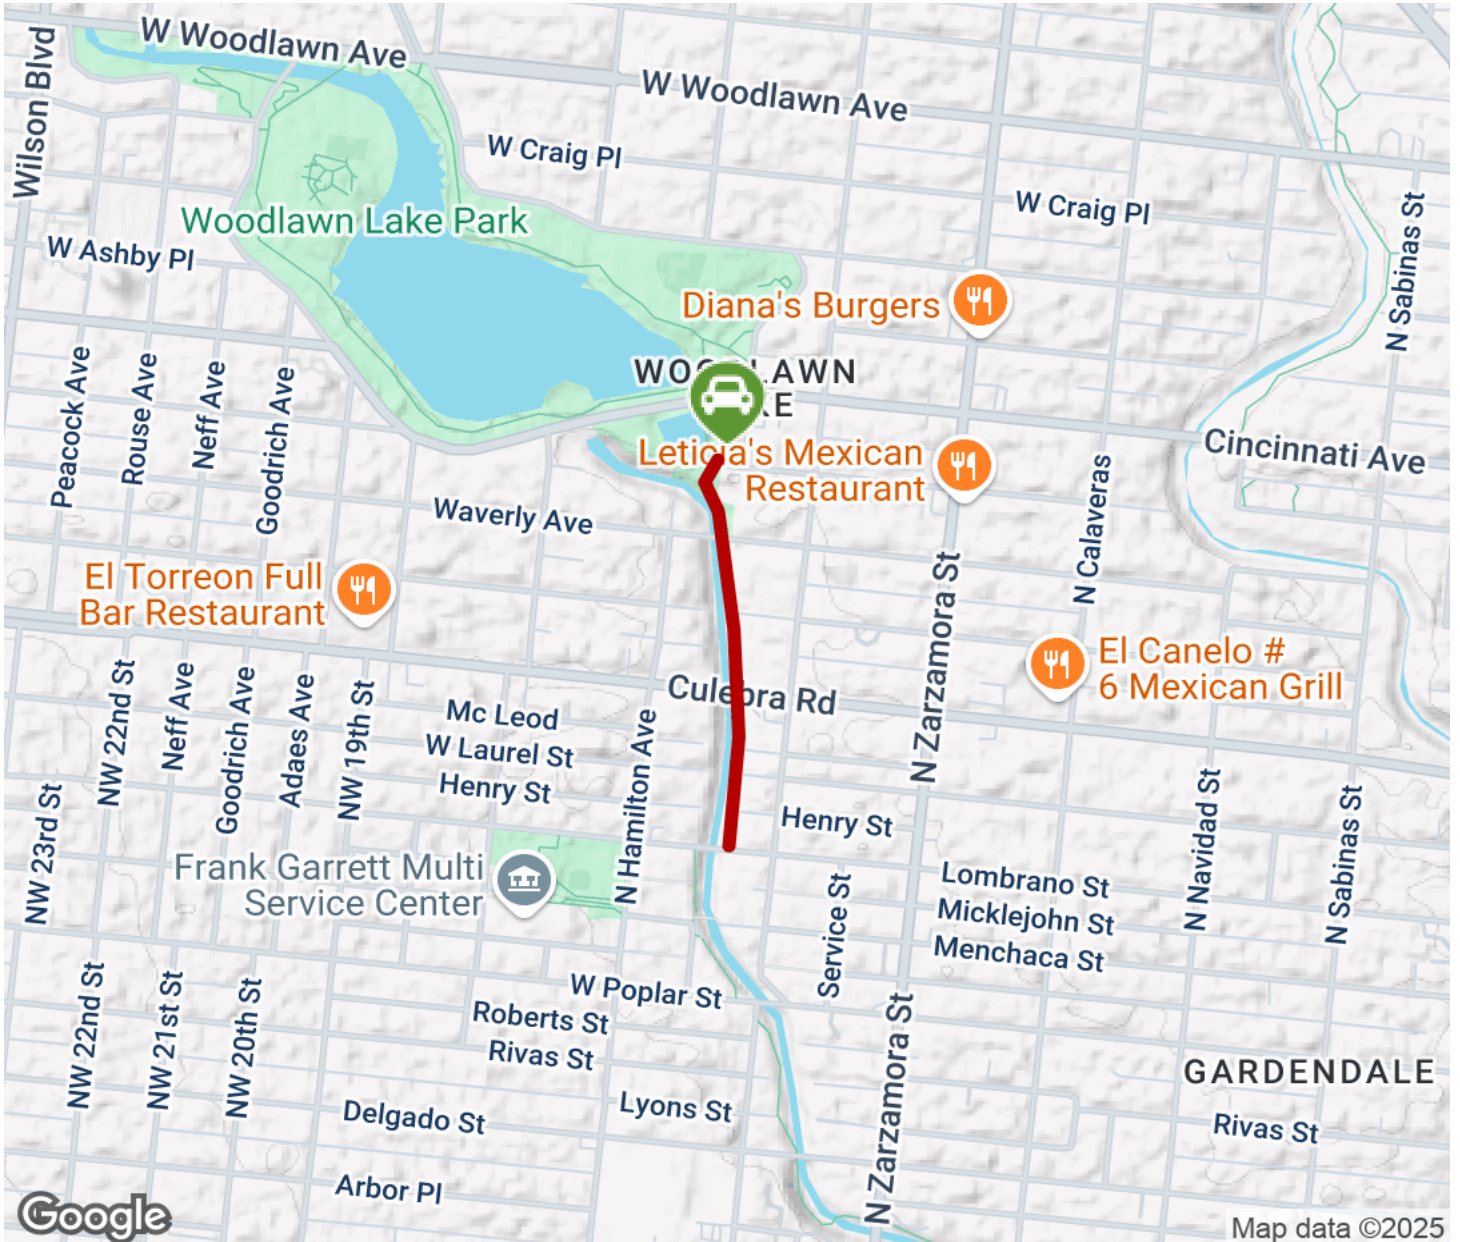 W Woodlawn Ave
W Woodlawn Ave
Wilson Blvd
W Craig Pl
W Craig Pl
Woodlawn Lake Park
N Sabinas St
W Ashby Pl
Diana's Burgers
Peacock Ave
Rouse Ave
Neff Ave
Goodrich Ave
Cincinnati Ave
Leticia's Mexican
Restaurant
N Calaveras
Waverly Ave
N Zarzamora St
El Torreon Full
Bar Restaurant
El Canelo #
6 Mexican Grill
Culebra Rd
NW 22nd St
Neff Ave
Goodrich Ave
Adaes Ave
NW 19th St
Mc Leod
W Laurel St
Henry St
N Hamilton Ave
NW 23rd St
Henry St
N Navidad St
N Sabinas St
Frank Garrett Multi
Service Center
Service St
Lombrano St
Micklejohn St
Menchaca St
NW 22nd St
NW 21st St
NW 20th St
W Poplar St
Roberts St
Rivas St
N Zarzamora St
GARDENDALE
Delgado St
Lyons St
Rivas St
Arbor Pl
Google
Map data ©2025